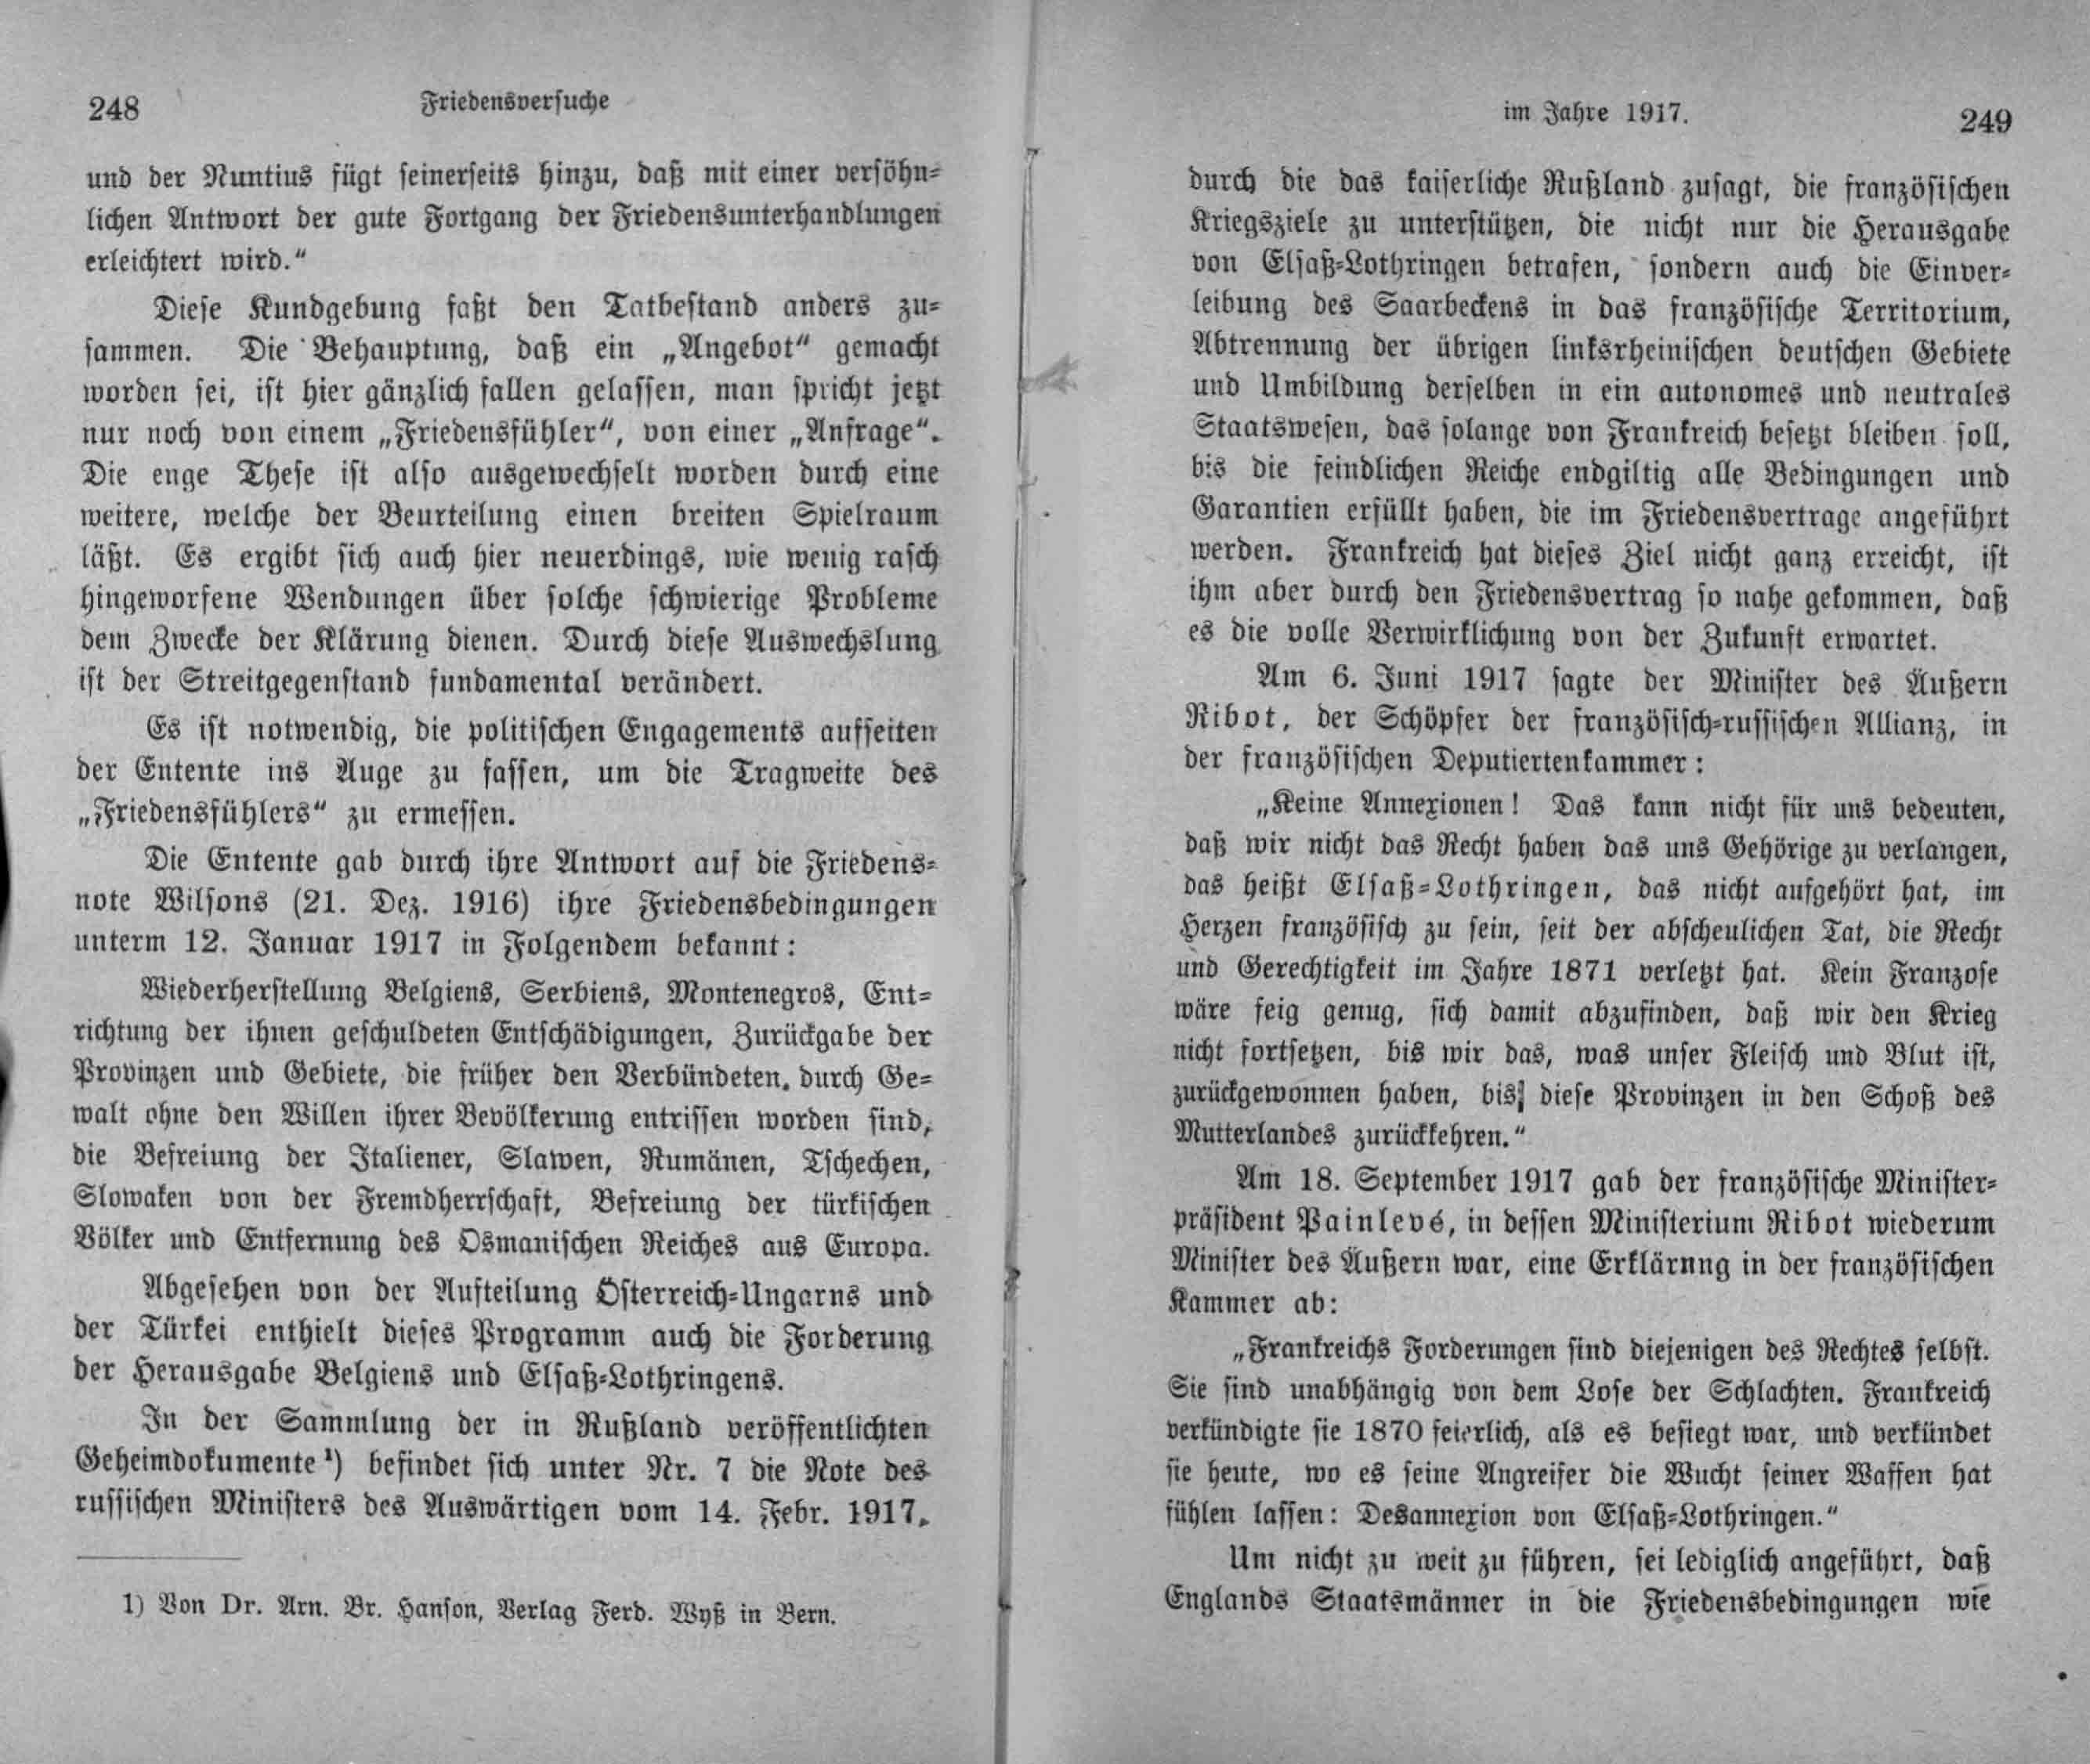 248
Friedensversuche
und der Nuntius fügt seinerseits hinzu, daß mit einer versöhn-
lichen Antwort der gute Fortgang der Friedensunterhandlungen
erleichtert wird.“
Diese Kundgebung faßt den Tatbestand anders zu-
sammen. Die Behauptung, daß ein „Angebot“ gemacht
worden sei, ist hier gänzlich fallen gelassen, man spricht jetzt
nur noch von einem „Friedensfühler“, von einer „Anfrage“.
Die enge These ist also ausgewechselt worden durch eine
weitere, welche der Beurteilung einen breiten Spielraum
läßt. Es ergibt sich auch hier neuerdings, wie wenig rasch
hingeworfene Wendungen über solche schwierige Probleme
dem Zwecke der Klärung dienen. Durch diese Auswechslung
ist der Streitgegenstand fundamental verändert.
Es ist notwendig, die politischen Engagements aufseiten
der Entente ins Auge zu fassen, um die Tragweite des
„Friedensfühlers“ zu ermessen.
Die Entente gab durch ihre Antwort auf die Friedens-
note Wilsons (21. Dez. 1916) ihre Friedensbedingungen
unterm 12. Januar 1917 in Folgendem bekannt:
Wiederherstellung Belgiens, Serbiens, Montenegros, Ent-
richtung der ihnen geschuldeten Entschädigungen, Zurückgabe der
Provinzen und Gebiete, die früher den Verbündeten durch Ge-
walt ohne den Willen ihrer Bevölkerung entrissen worden sind,
die Befreiung der Italiener, Slawen, Rumänen, Tschechen,
Slowaken von der Fremdherrschaft, Befreiung der türkischen
Völker und Entfernung des Osmanischen Reiches aus Europa.
Abgesehen von der Aufteilung Österreich-Ungarns und
der Türkei enthielt dieses Programm auch die Forderung
der Herausgabe Belgiens und Elsaß-Lothringens.
In der Sammlung der in Rußland veröffentlichten
Geheimdokumente ¹) befindet sich unter Nr. 7 die Note des
russischen Ministers des Auswärtigen vom 14. Febr. 1917,
1) Von Dr. Arn. Br. Hanson, Verlag Ferd. Wyß in Bern.
im Jahre 1917.
249
durch die das kaiserliche Rußland zusagt, die französischen
Kriegsziele zu unterstützen, die nicht nur die Herausgabe
von Elsaß-Lothringen betrafen, sondern auch die Einver-
leibung des Saarbeckens in das französische Territorium,
Abtrennung der übrigen linksrheinischen deutschen Gebiete
und Umbildung derselben in ein autonomes und neutrales
Staatswesen, das solange von Frankreich besetzt bleiben soll,
bis die feindlichen Reiche endgiltig alle Bedingungen und
Garantien erfüllt haben, die im Friedensvertrage angeführt
werden. Frankreich hat dieses Ziel nicht ganz erreicht, ist
ihm aber durch den Friedensvertrag so nahe gekommen, daß
es die volle Verwirklichung von der Zukunft erwartet.
Am 6. Juni 1917 sagte der Minister des Äußern
Ribot, der Schöpfer der französisch-russischen Allianz, in
der französischen Deputiertenkammer:
„Keine Annexionen! Das kann nicht für uns bedeuten,
daß wir nicht das Recht haben das uns Gehörige zu verlangen,
das heißt Elsaß-Lothringen, das nicht aufgehört hat, im
Herzen französisch zu sein, seit der abscheulichen Tat, die Recht
und Gerechtigkeit im Jahre 1871 verletzt hat. Kein Franzose
wäre feig genug, sich damit abzufinden, daß wir den Krieg
nicht fortsetzen, bis wir das, was unser Fleisch und Blut ist,
zurückgewonnen haben, bis diese Provinzen in den Schoß des
Mutterlandes zurückkehren.“
Am 18. September 1917 gab der französische Minister-
präsident Painlevé, in dessen Ministerium Ribot wiederum
Minister des Äußern war, eine Erklärnng in der französischen
Kammer ab:
„Frankreichs Forderungen sind diejenigen des Rechtes selbst.
Sie sind unabhängig von dem Lose der Schlachten. Frankreich
verkündigte sie 1870 feierlich, als es besiegt war, und verkündet
sie heute, wo es seine Angreifer die Wucht seiner Waffen hat
fühlen lassen: Desannexion von Elsaß-Lothringen.“
Um nicht zu weit zu führen, sei lediglich angeführt, daß
Englands Staatsmänner in die Friedensbedingungen wie